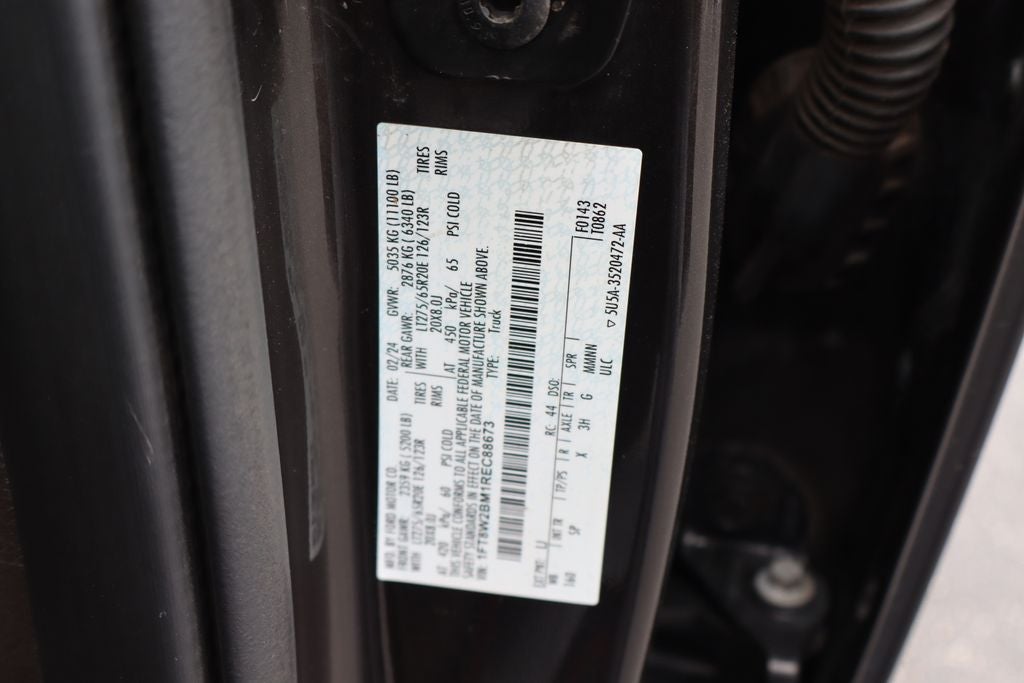 MFD. BY FORD MOTOR CO. DATE: 02/24 GVWR: 5035 KG (11100 LB)
FRONT GAWR: 2359 KG ( 5200 LB) REAR GAWR: 2876 KG ( 6340 LB)
WITH LT275/65R20E 126/123R TIRES WITH LT275/65R20E 126/123R TIRES
20X8.0J RIMS 20X8.0J RIMS
AT 420 kPa/ 60 PSI COLD AT 450 kPa/ 65 PSI COLD
THIS VEHICLE CONFORMS TO ALL APPLICABLE FEDERAL MOTOR VEHICLE
SAFETY STANDARDS IN EFFECT ON THE DATE OF MANUFACTURE SHOWN ABOVE.
VIN: 1FT8W2BM1REC88673 TYPE: Truck
EXT PNT: U RC: 44 DSO: F0143
WB INT TR TP/PS R AXLE TR SPR T0862
160 SP X 3H G MMNNN
ULC ▽ 5U5A-3520472-AA